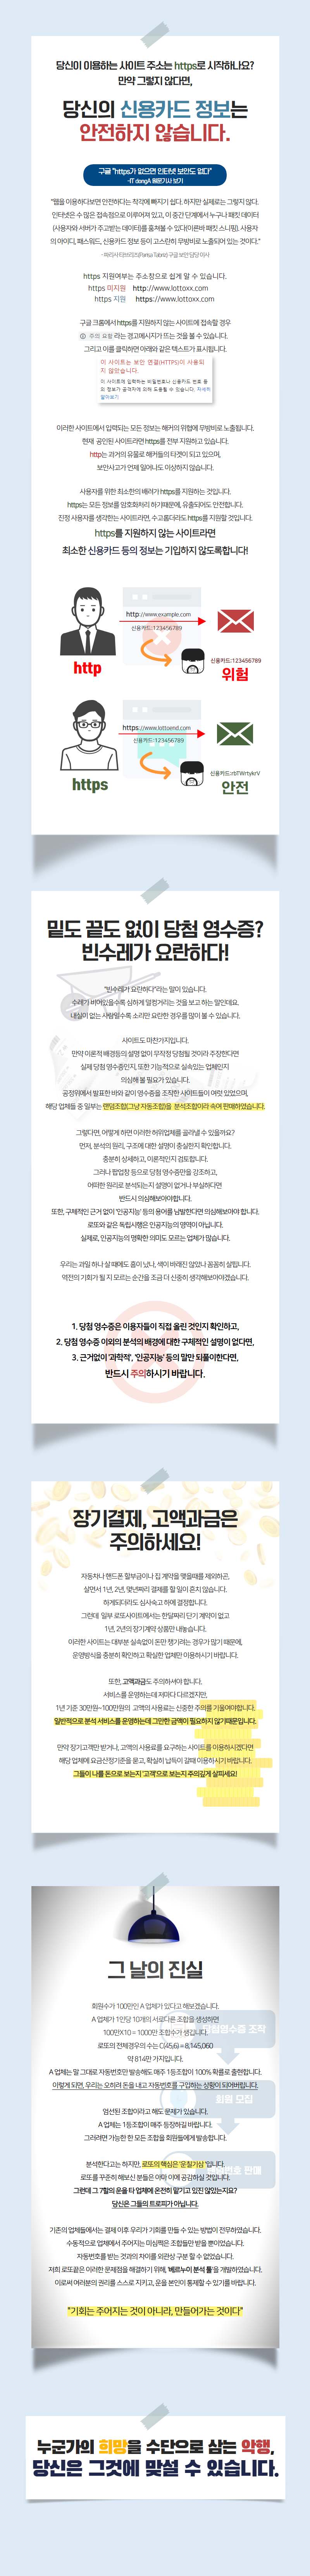 당신이 이용하는 사이트 주소는 https로 시작하나요?
만약 그렇지 않다면,
당신의 신용카드 정보는
안전하지 않습니다.
구글 "https가 없으면 인터넷 보안도 없다"
-IT dongA 원문기사 보기
"웹을 이용하다보면 안전하다는 착각에 빠지기 쉽다. 하지만 실제로는 그렇지 않다.
인터넷은 수 많은 접속점으로 이루어져 있고, 이 중간 단계에서 누구나 패킷 데이터
(사용자와 서버가 주고받는 데이터)를 훔쳐볼 수 있다(이른바 패킷 스니핑). 사용자
의 아이디, 패스워드, 신용카드 정보 등이 고스란히 무방비로 노출되어 있는 것이다."
https 지원여부는 주소창으로 쉽게 알 수 있습니다.
https 미지원 http://www.lottoxx.com
https 지원 https://www.lottoxx.com
구글 크롬에서 https를 지원하지 않는 사이트에 접속할 경우
ⓘ 주의 요함 라는 경고메시지가 뜨는 것을 볼 수 있습니다.
그리고 이를 클릭하면 아래와 같은 텍스트가 표시됩니다.
이 사이트는 보안 연결(HTTPS)이 사용되
지 않았습니다.
이 사이트에 입력하는 비밀번호나 신용카드 번호 등
의 정보가 공격자에 의해 도용될 수 있습니다. 자세히
알아보기
이러한 사이트에서 입력되는 모든 정보는 해커의 위협에 무방비로 노출됩니다.
현재 공인된 사이트라면 https를 전부 지원하고 있습니다.
http는 과거의 유물로 해커들의 타겟이 되고 있으며,
보안사고가 언제 일어나도 이상하지 않습니다.
사용자를 위한 최소한의 배려가 https를 지원하는 것입니다.
https는 모든 정보를 암호화처리 하기때문에, 유출되어도 안전합니다.
진정 사용자를 생각한는 사이트라면, 수고롭더라도 https를 지원할 것입니다.
https를 지원하지 않는 사이트라면
최소한 신용카드 등의 정보는 기입하지 않도록합니다!
http://www.example.com
신용카드:123456789
신용카드:123456789
http
위험
https://www.lottoend.com
신용카드:123456789
신용카드:rbTWrtykrV
https
안전
밑도 끝도 없이 당첨 영수증?
빈수레가 요란하다!
"빈수레가 요란하다"라는 말이 있습니다.
수레가 비어있을수록 심하게 덜컹거리는 것을 보고 하는 말인데요.
내실이 없는 사람일수록 소리만 요란한 경우를 많이 볼 수 있습니다.
사이트도 마찬가지입니다.
만약 이론적 배경등의 설명 없이 무작정 당첨될 것이라 주장한다면
실제 당첨 영수증인지, 또한 기능적으로 실속있는 업체인지
의심해 볼 필요가 있습니다.
공정위에서 발표한 바와 같이 영수증을 조작한 사이트들이 여럿 있었으며,
해당 업체들 중 일부는 랜덤조합(그냥 자동조합)을 분석조합이라 속여 판매하였습니다.
그렇다면, 어떻게 하면 이러한 허위업체를 골라낼 수 있을까요?
먼저, 분석의 원리, 구조에 대한 설명이 충실한지 확인합니다.
충분히 상세하고, 이론적인지 검토합니다.
그러나 팝업창 등으로 당첨 영수증만을 강조하고,
어떠한 원리로 분석되는지 설명이 없거나 부실하다면
반드시 의심해보아야합니다.
또한, 구체적인 근거 없이 '인공지능' 등의 용어를 남발한다면 의심해보아야 합니다.
로또와 같은 독립시행은 인공지능의 영역이 아닙니다.
실제로, 인공지능의 명확한 의미도 모르는 업체가 많습니다.
우리는 과일 하나 살 때에도 흠이 났나, 색이 바래진 않았나 꼼꼼히 살핍니다.
역전의 기회가 될 지 모르는 순간을 조금 더 신중히 생각해보아야겠습니다.
1. 당첨 영수증은 이용자들이 직접 올린 것인지 확인하고,
2. 당첨 영수증 이외의 분석의 배경에 대한 구체적인 설명이 없다면,
3. 근거없이 '과학적', '인공지능' 등의 말만 되풀이한다면,
반드시 주의하시기 바랍니다.
장기결제, 고액과금은
주의하세요!
자동차나 핸드폰 할부금이나 집 계약을 맺을때를 제외하곤,
살면서 1년, 2년, 몇년짜리 결제를 할 일이 흔치 않습니다.
하게되더라도 심사숙고 하에 결정합니다.
그런데 일부 로또사이트에서는 한달짜리 단기 계약이 없고
1년, 2년의 장기계약 상품만 내놓습니다.
이러한 사이트는 대부분 실속없이 돈만 챙기려는 경우가 많기 때문에,
운영방식을 충분히 확인하고 확실한 업체만 이용하시기 바랍니다.
또한, 고액과금도 주의하셔야 합니다.
서비스를 운영하는데 저마다 다르겠지만,
1년 기준 30만원~100만원의 고액의 사용료는 신중한 주의를 기울여야합니다.
일반적으로 분석 서비스를 운영하는데 그만한 금액이 필요하지 않기때문입니다.
만약 장기고객만 받거나, 고액의 사용료를 요구하는 사이트를 이용하시겠다면
해당 업체에 요금산정기준을 묻고, 확실히 납득이 갈때 이용하시기 바랍니다.
그들이 나를 돈으로 보는지 '고객'으로 보는지 주의깊게 살피세요!
그 날의 진실
회원수가 100만인 A 업체가 있다고 해보겠습니다.
A 업체가 1인당 10개의 서로다른 조합을 생성하면
100만X10 = 1000만 조합수가 생깁니다.
로또의 전체경우의 수는 C(45,6) = 8,145,060
약 814만 가지입니다.
A 업체는 말 그대로 자동번호만 발송해도 매주 1등조합이 100% 확률로 출현합니다.
이렇게 되면, 우리는 오히려 돈을 내고 자동번호를 구입하는 상황이 되어버립니다.
당첨영수증 조작
회원 모집
번호 판매
엄선된 조합이라고 해도 문제가 있습니다.
A 업체는 1등조합이 매주 등장하길 바랍니다.
그러려면 가능한 한 모든 조합을 회원들에게 발송합니다.
분석한다고는 하지만, 로또의 핵심은 '운칠기삼'입니다.
로또를 꾸준히 해보신 분들은 아마 이에 공감하실 것입니다.
그런데 그 7할의 운을 타 업체에 온전히 맡기고 있진 않았는지요?
당신은 그들의 트로피가 아닙니다.
기존의 업체들에서는 결제 이후 우리가 기회를 만들 수 있는 방법이 전무하였습니다.
수동적으로 업체에서 주어지는 미심쩍은 조합들만 받을 뿐이었습니다.
자동번호를 받는 것과의 차이를 외관상 구분 할 수 없었습니다.
저희 로또끝은 이러한 문제점을 해결하기 위해, '베르누이 분석 툴'을 개발하였습니다.
이로써 여러분의 권리를 스스로 지키고, 운을 본인이 통제할 수 있기를 바랍니다.
"기회는 주어지는 것이 아니라, 만들어가는 것이다"
누군가의 희망을 수단으로 삼는 악행,
당신은 그것에 맞설 수 있습니다.